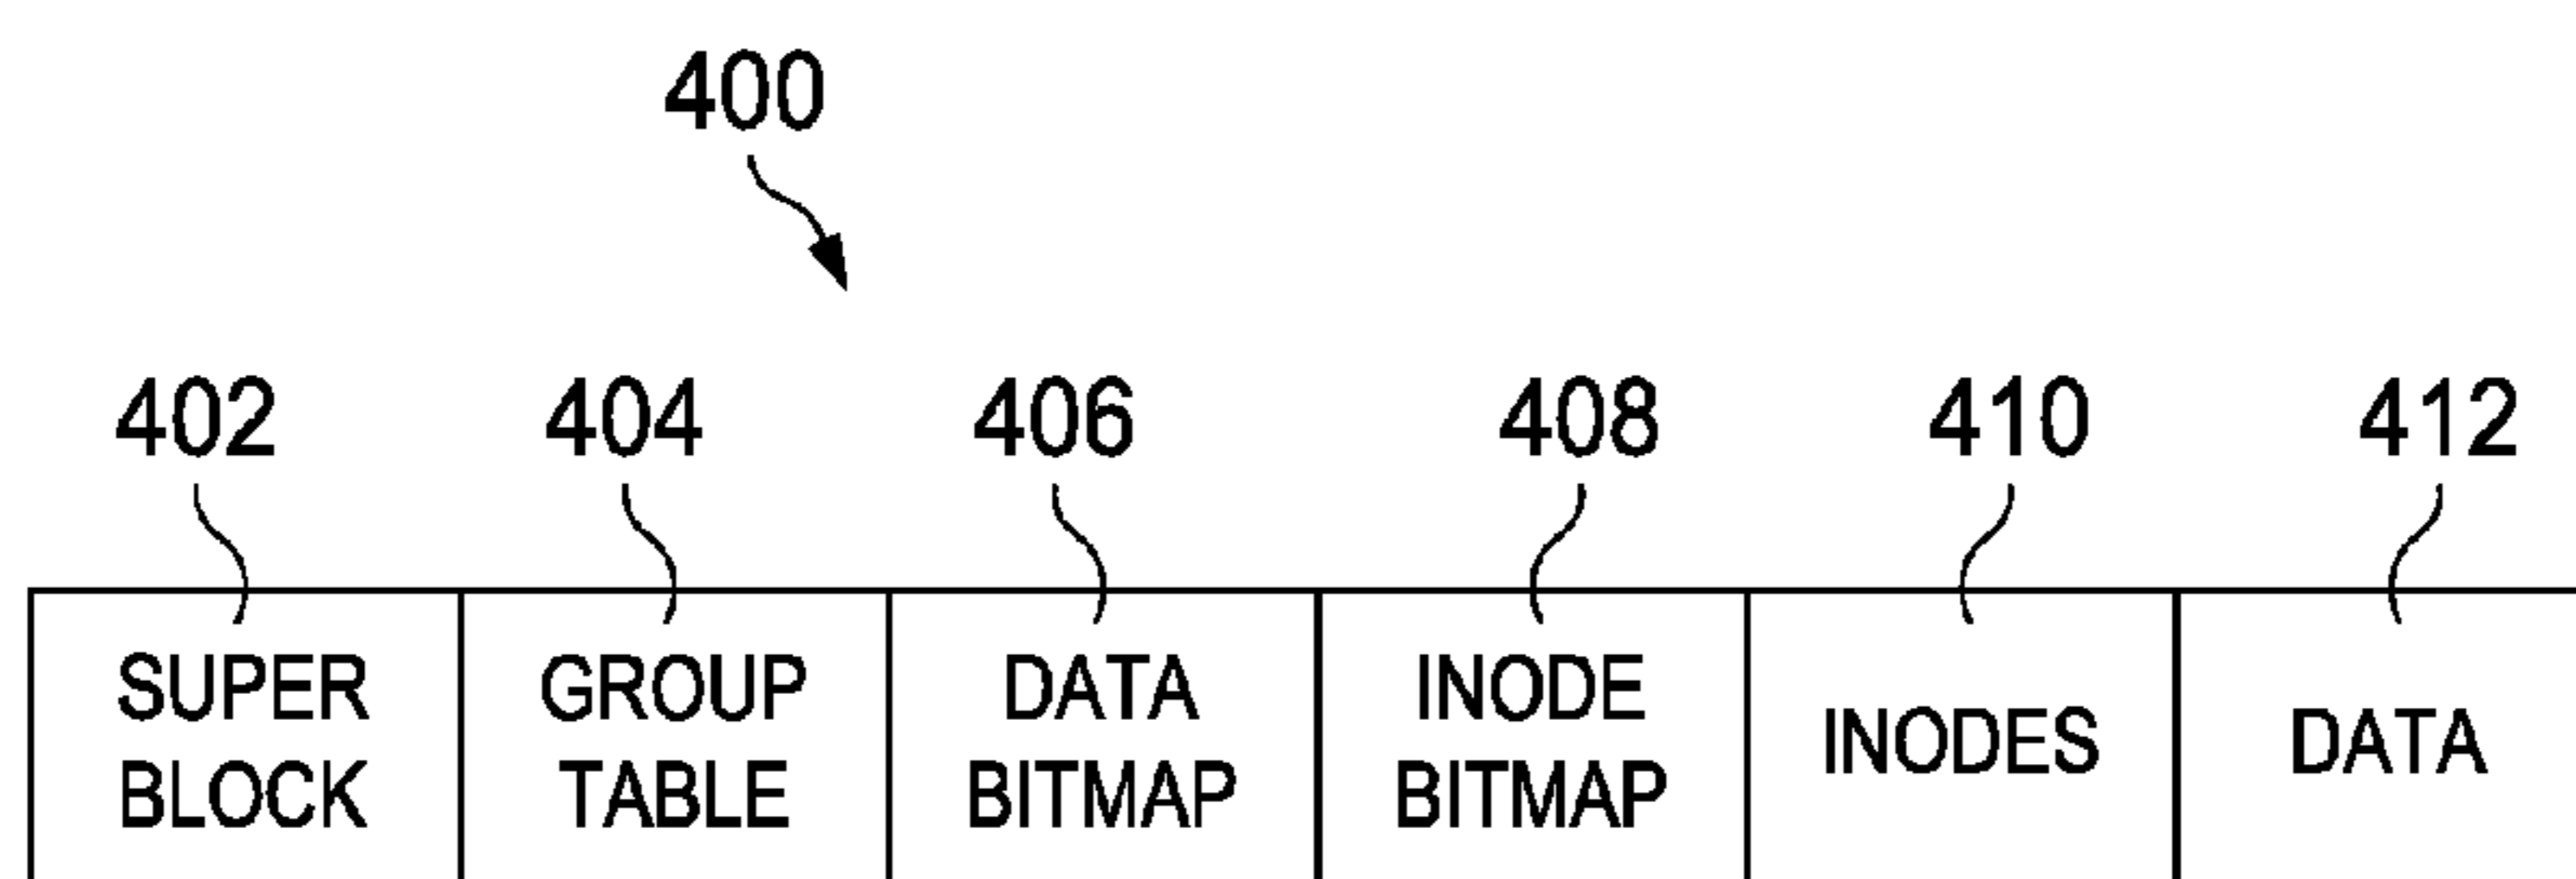 400
402 404 406 408 410 412
SUPER BLOCK
GROUP TABLE
DATA BITMAP
INODE BITMAP
INODES
DATA